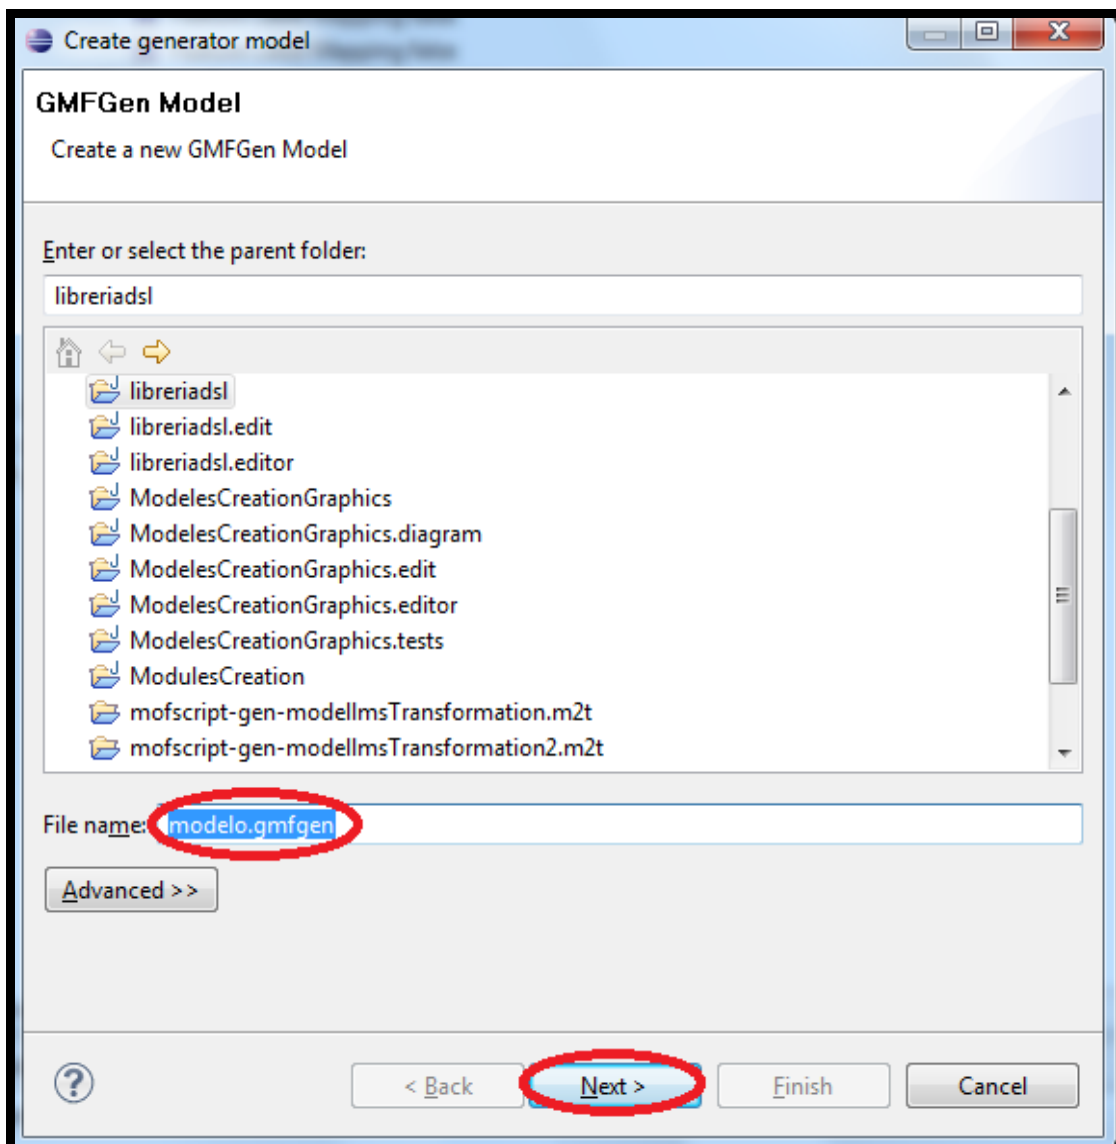 Create generator model
GMFGen Model
Create a new GMFGen Model
Enter or select the parent folder:
libreriadsl
libreriadsl
libreriadsl.edit
libreriadsl.editor
ModelesCreationGraphics
ModelesCreationGraphics.diagram
ModelesCreationGraphics.edit
ModelesCreationGraphics.editor
ModelesCreationGraphics.tests
ModulesCreation
mofscript-gen-modellmsTransformation.m2t
mofscript-gen-modellmsTransformation2.m2t
File name: modelo.gmfgen
Advanced >>
< Back Next > Finish Cancel